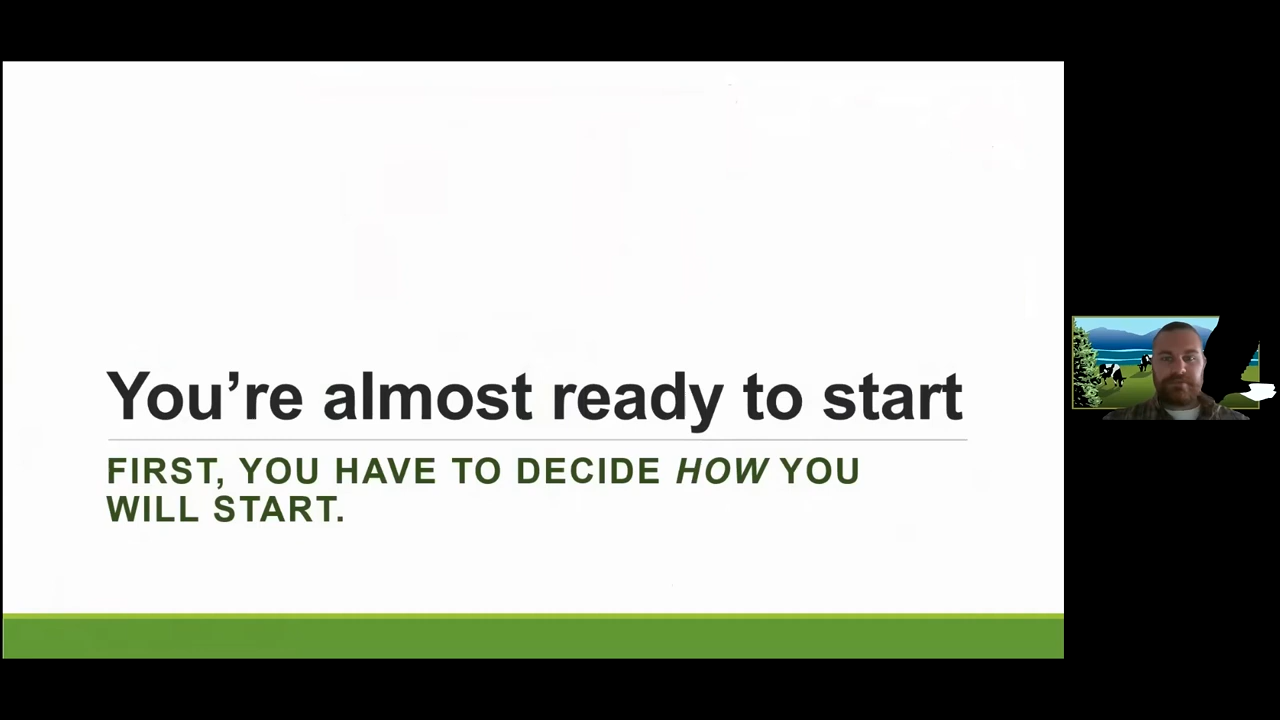 You’re almost ready to start
FIRST, YOU HAVE TO DECIDE HOW YOU
WILL START.